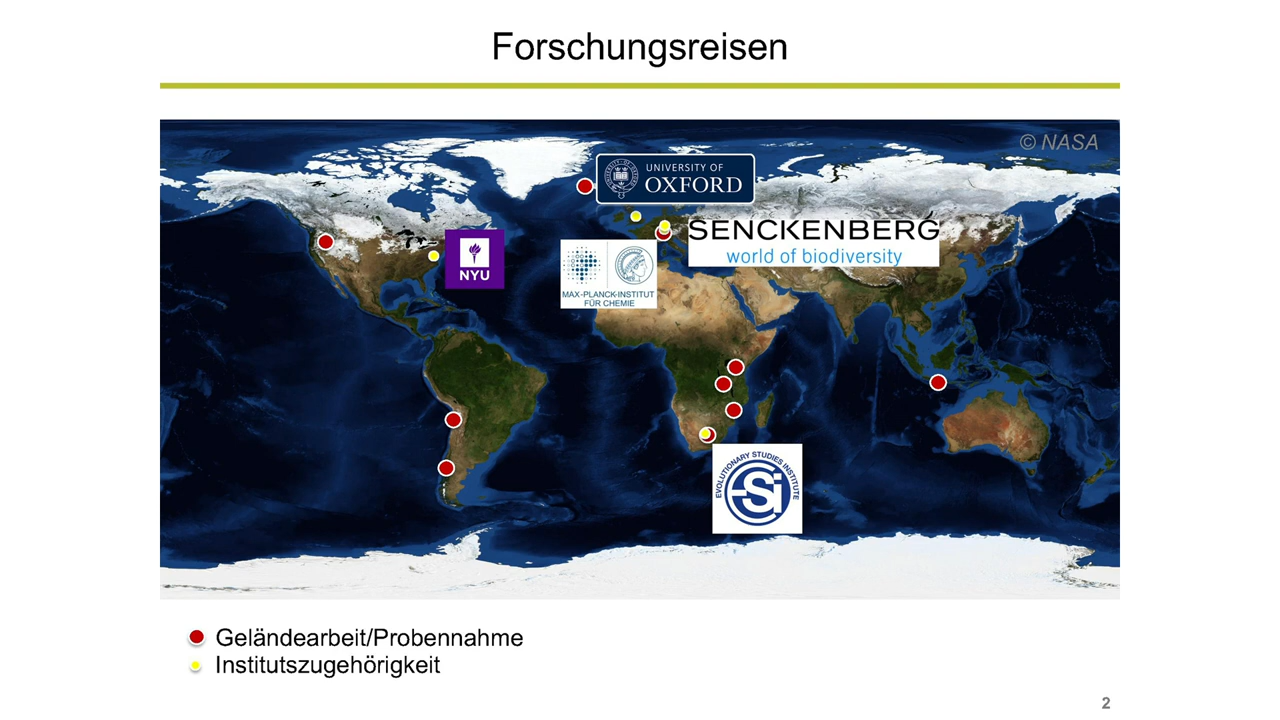 Forschungsreisen
© NASA
UNIVERSITY OF
OXFORD
SENCKENBERG
world of biodiversity
NYU
MAX-PLANCK-INSTITUT
FÜR CHEMIE
EVOLUTIONARY STUDIES INSTITUTE
ESi
Geländearbeit/Probennahme
Institutszugehörigkeit
2